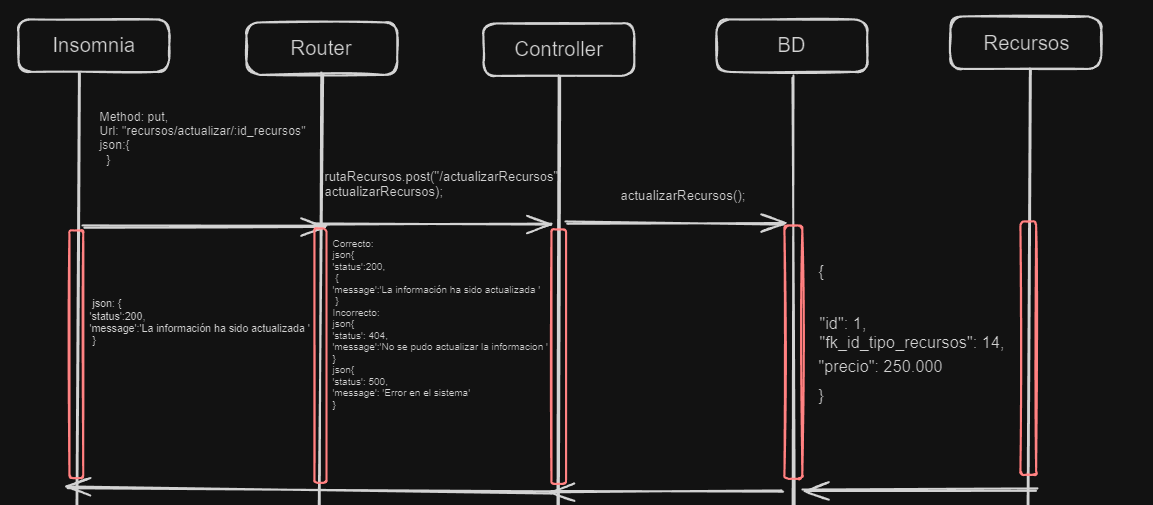 Insomnia
Router
Controller
BD
Recursos
Method: put,
Url: "recursos/actualizar/:id_recursos"
json:{
}
rutaRecursos.post("/actualizarRecursos"
actualizarRecursos);
actualizarRecursos();
json: {
'status':200,
'message':'La información ha sido actualizada '
}
Correcto:
json{
'status':200,
{
'message':'La información ha sido actualizada '
}
Incorrecto:
json{
'status': 404,
'message':'No se pudo actualizar la informacion '
}
json{
'status': 500,
'message': 'Error en el sistema'
}
{
"id": 1,
"fk_id_tipo_recursos": 14,
"precio": 250.000
}